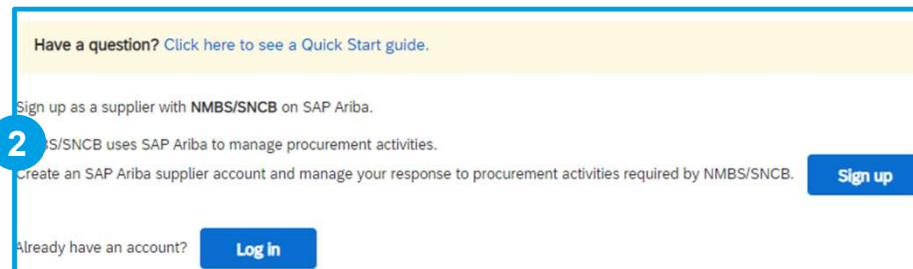 Have a question? Click here to see a Quick Start guide.
Sign up as a supplier with NMBS/SNCB on SAP Ariba.
2
BS/SNCB uses SAP Ariba to manage procurement activities.
Create an SAP Ariba supplier account and manage your response to procurement activities required by NMBS/SNCB.
Sign up
Already have an account?
Log in